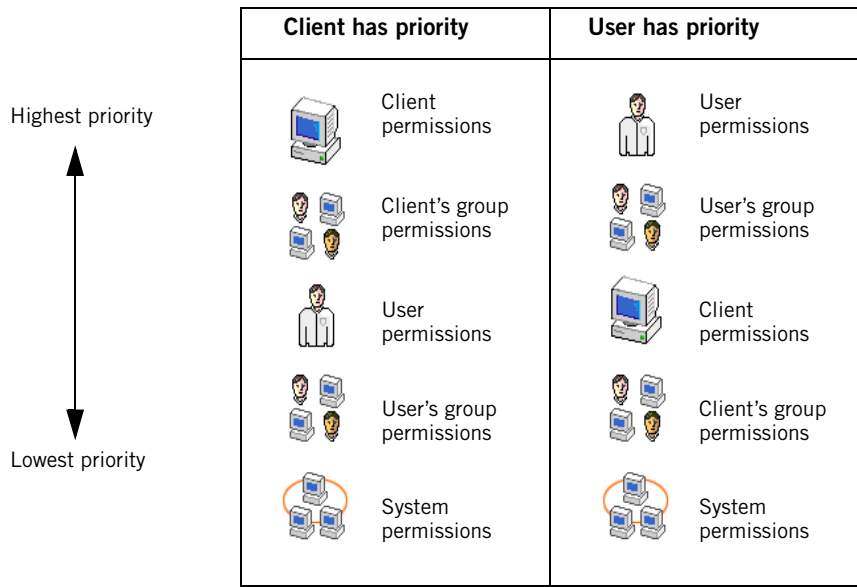 Client has priority
User has priority
Highest priority
Client
permissions
User
permissions
Client's group
permissions
User's group
permissions
User
permissions
Client
permissions
User's group
permissions
Client's group
permissions
Lowest priority
System
permissions
System
permissions